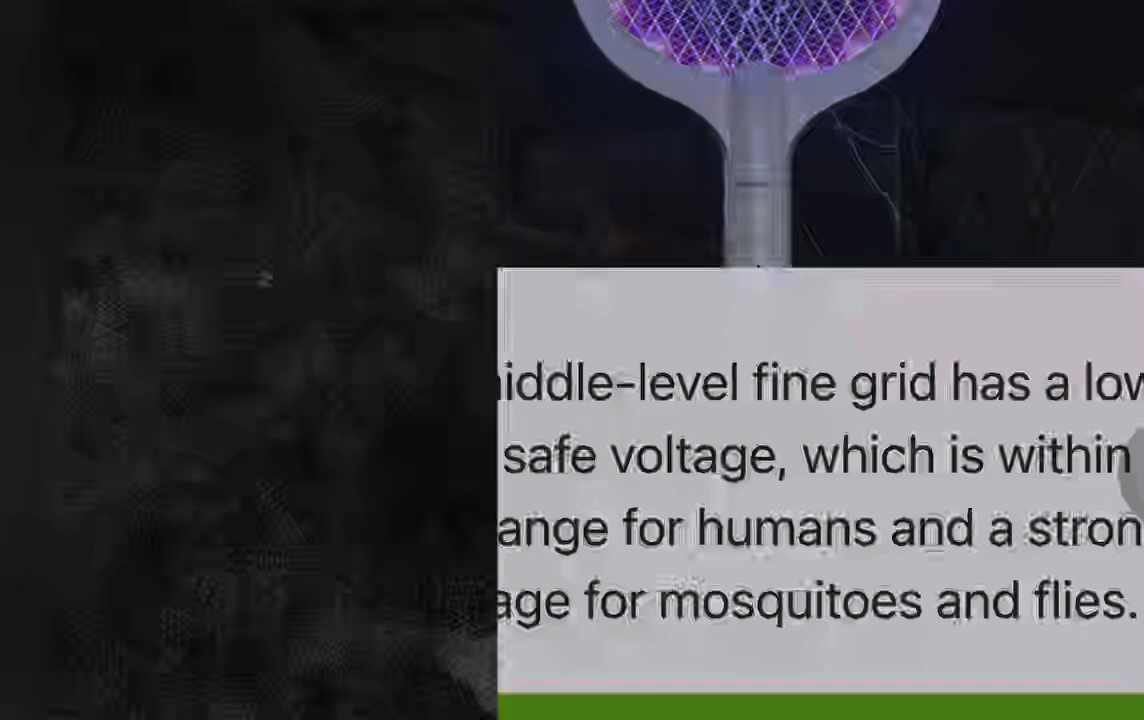 iddle-level fine grid has a low
safe voltage, which is within
ange for humans and a stron
age for mosquitoes and flies.